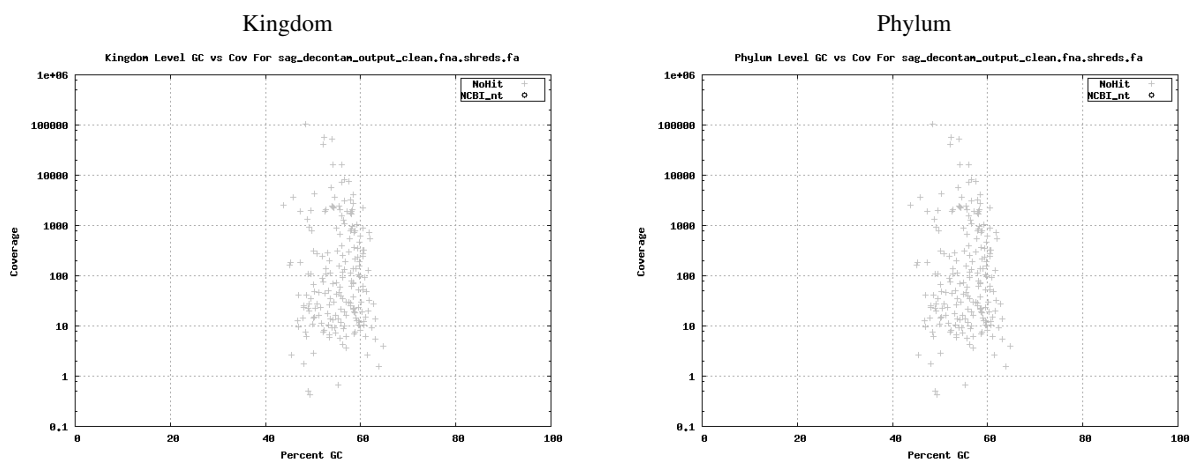 Kingdom
Kingdom Level GC vs Cov For sag_decontam_output_clean.fna.shreds.fa
1e+06
100000
10000
1000
100
10
1
0.1
Coverage
NoHit
NCBI_nt
0 20 40 60 80 100
Percent GC
Phylum
Phylum Level GC vs Cov For sag_decontam_output_clean.fna.shreds.fa
1e+06
100000
10000
1000
100
10
1
0.1
Coverage
NoHit
NCBI_nt
0 20 40 60 80 100
Percent GC